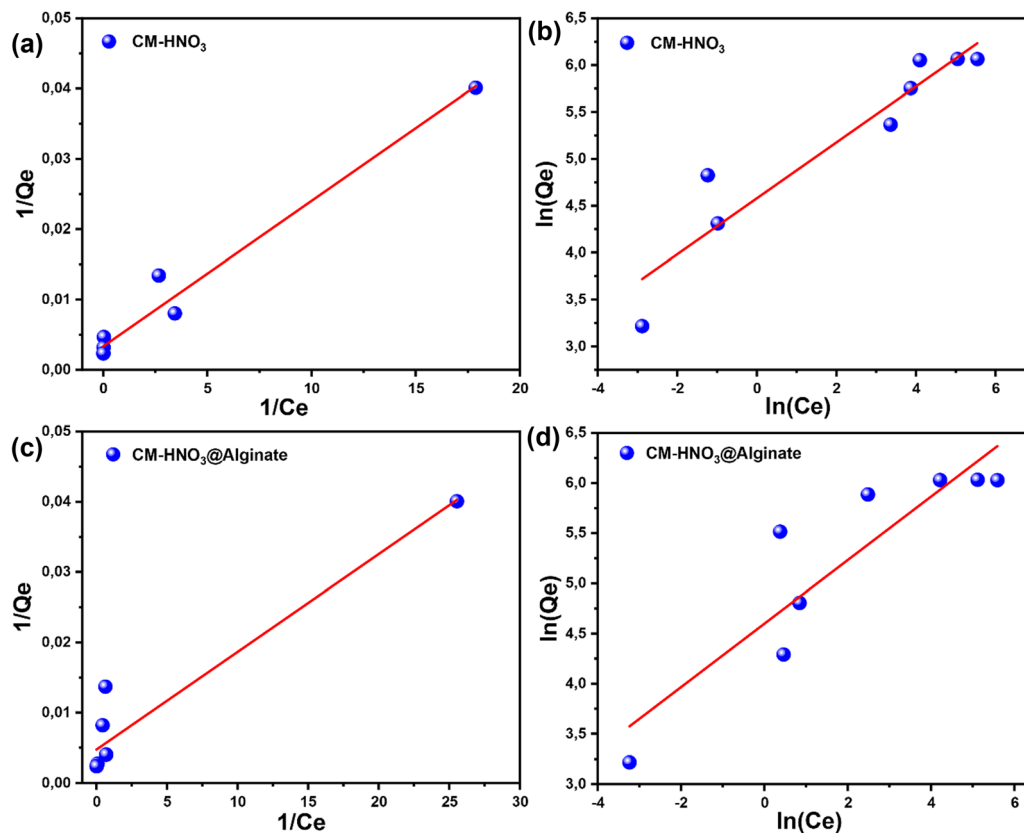 (a)
CM-HNO₃
0,05
0,04
0,03
0,02
0,01
0,00
1/Qe
0 5 10 15 20
1/Ce
(b)
CM-HNO₃
6,5
6,0
5,5
5,0
4,5
4,0
3,5
3,0
ln(Qe)
-4 -2 0 2 4 6
ln(Ce)
(c)
CM-HNO₃@Alginate
0,05
0,04
0,03
0,02
0,01
0,00
1/Qe
0 5 10 15 20 25 30
1/Ce
(d)
CM-HNO₃@Alginate
6,5
6,0
5,5
5,0
4,5
4,0
3,5
3,0
ln(Qe)
-4 -2 0 2 4 6
ln(Ce)